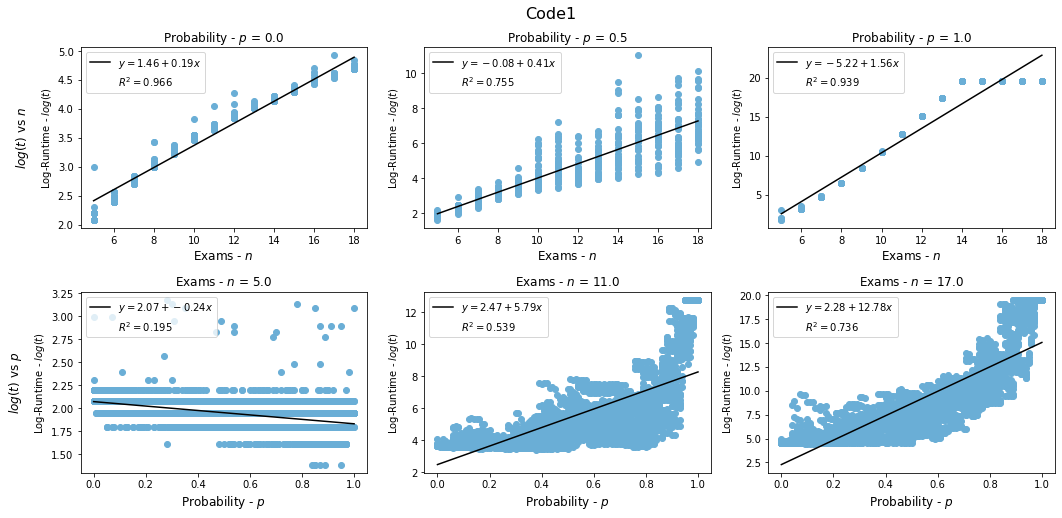 Code1
Probability - p = 0.0
Probability - p = 0.5
Probability - p = 1.0
log(t) vs n
Log-Runtime - log(t)
5.0
4.5
4.0
3.5
3.0
2.5
2.0
y = 1.46 + 0.19x
R² = 0.966
6 8 10 12 14 16 18
Exams - n
Log-Runtime - log(t)
10
8
6
4
2
y = −0.08 + 0.41x
R² = 0.755
6 8 10 12 14 16 18
Exams - n
Log-Runtime - log(t)
20
15
10
5
y = −5.22 + 1.56x
R² = 0.939
6 8 10 12 14 16 18
Exams - n
Exams - n = 5.0
Exams - n = 11.0
Exams - n = 17.0
log(t) vs p
Log-Runtime - log(t)
3.25
3.00
2.75
2.50
2.25
2.00
1.75
1.50
y = 2.07 + −0.24x
R² = 0.195
0.0 0.2 0.4 0.6 0.8 1.0
Probability - p
Log-Runtime - log(t)
12
10
8
6
4
2
y = 2.47 + 5.79x
R² = 0.539
0.0 0.2 0.4 0.6 0.8 1.0
Probability - p
Log-Runtime - log(t)
20.0
17.5
15.0
12.5
10.0
7.5
5.0
2.5
y = 2.28 + 12.78x
R² = 0.736
0.0 0.2 0.4 0.6 0.8 1.0
Probability - p